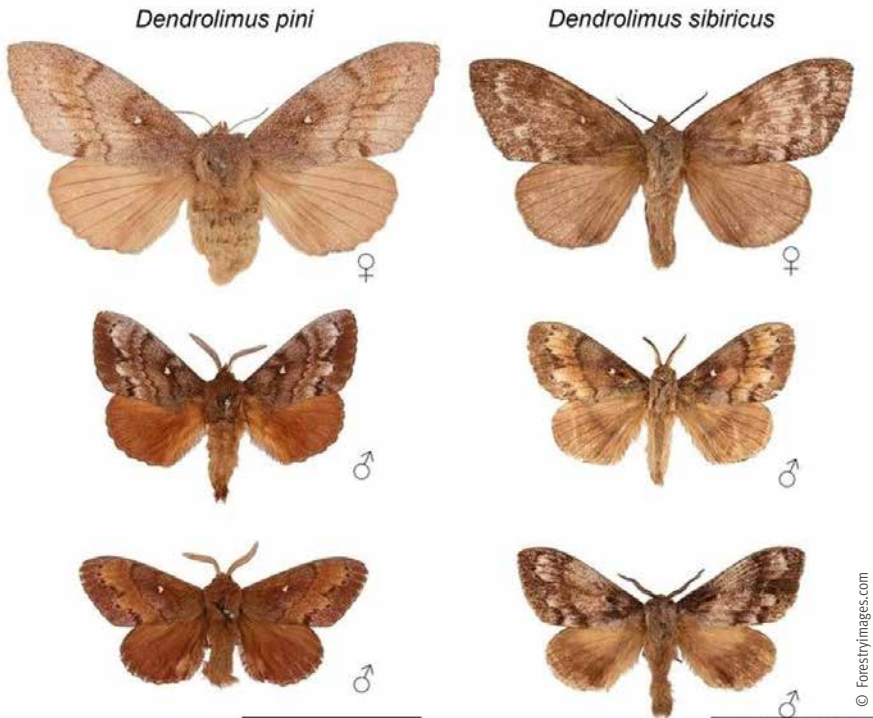 Dendrolimus pini
Dendrolimus sibiricus
♀
♀
♂
♂
♂
♂
© Forestryimages.com